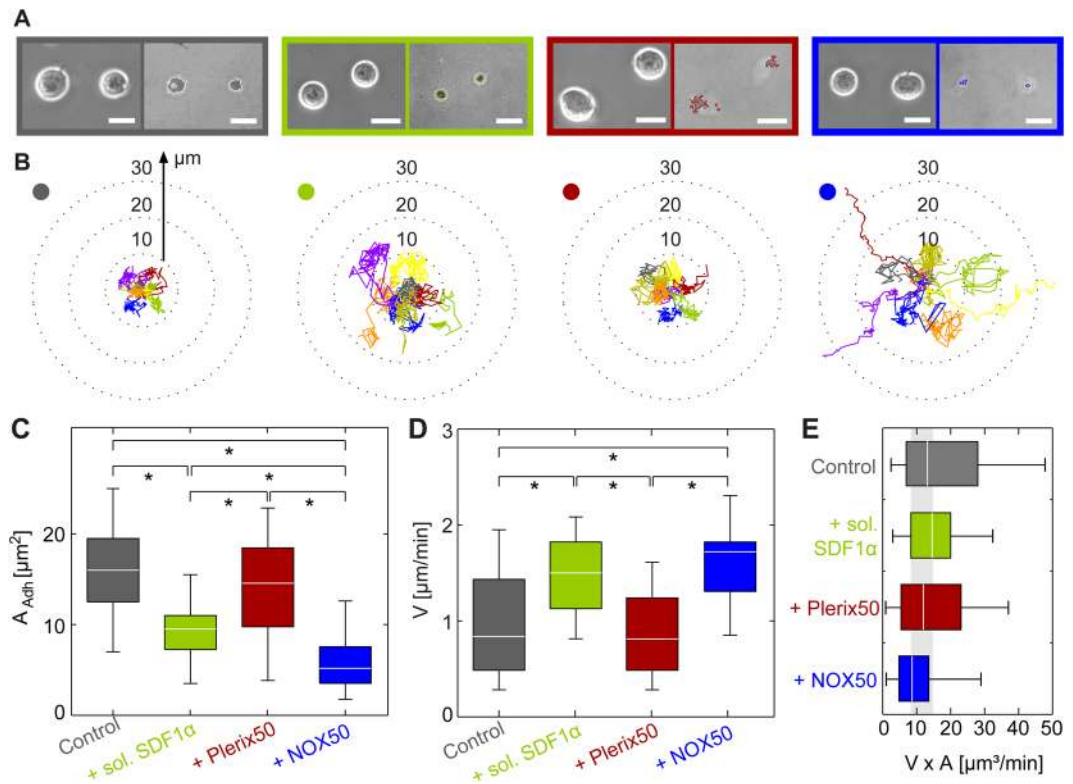 A
B
µm
30
20
10
30
20
10
30
20
10
30
20
10
C
A Adh [µm²]
20
10
0
*
*
*
*
*
Control
+ sol. SDF1α
+ Plerix50
+ NOX50
D
V [µm/min]
3
2
1
0
*
*
*
*
Control
+ sol. SDF1α
+ Plerix50
+ NOX50
E
Control
+ sol.
SDF1α
+ Plerix50
+ NOX50
0 10 20 30 40 50
V x A [µm³/min]